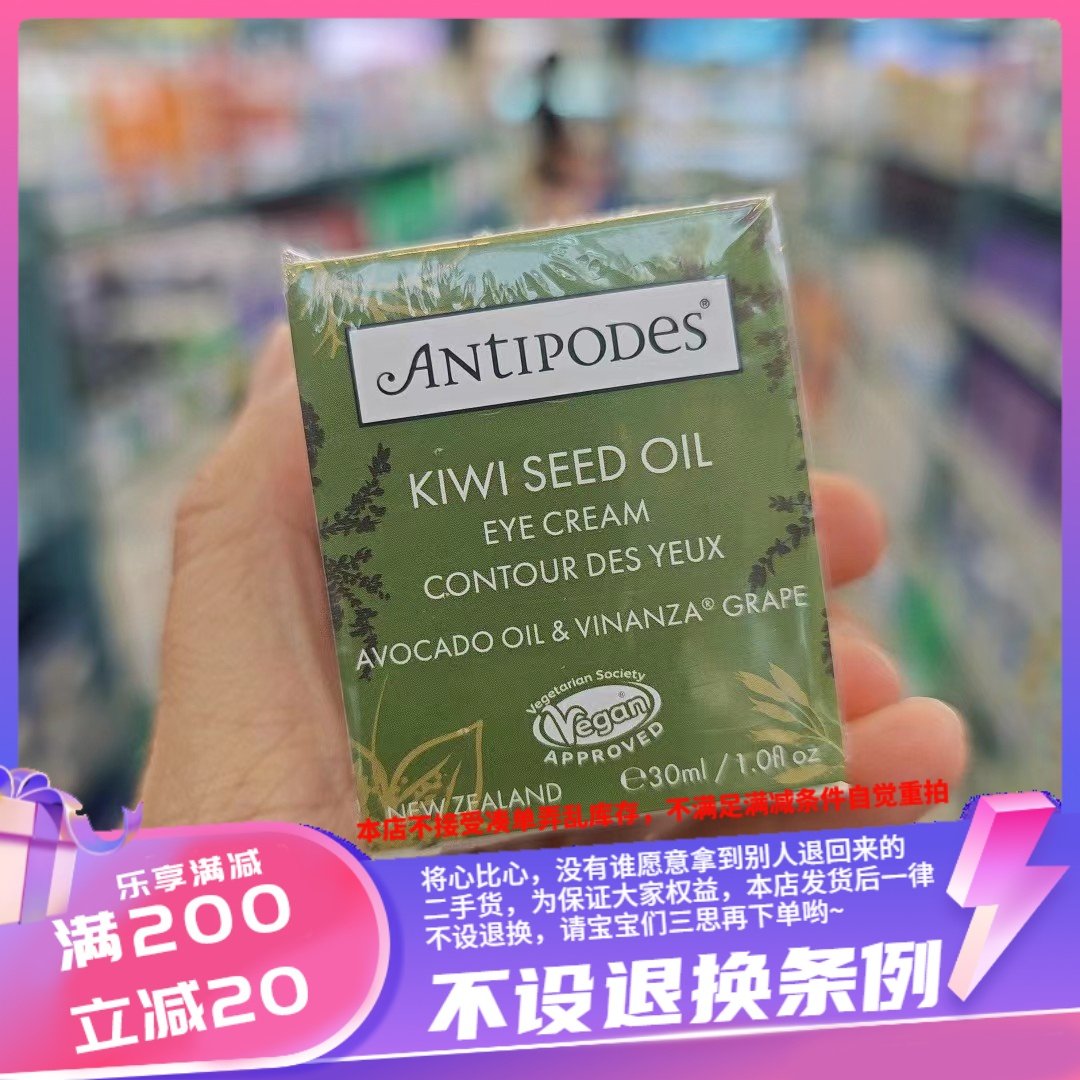 ANTIPODES®
KIWI SEED OIL
EYE CREAM
CONTOUR DES YEUX
AVOCADO OIL & VINANZA® GRAPE
Vegetarian Society
Vegan®
APPROVED
℮30ml / 1.0fl oz
NEW ZEALAND
本店不接受凑单弄乱库存，不满足满减条件自觉重拍
乐享满减
满200
立减20
将心比心，没有谁愿意拿到别人退回来的
二手货，为保证大家权益，本店发货后一律
不设退换，请宝宝们三思再下单哟~
不设退换条例